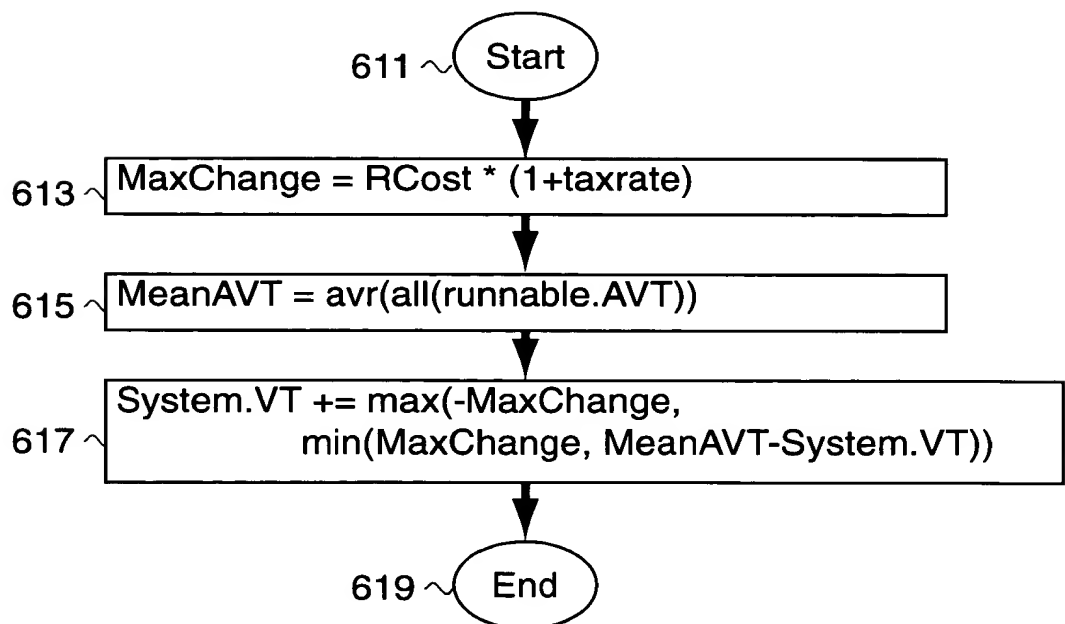 611 Start
613 MaxChange = RCost * (1+taxrate)
615 MeanAVT = avr(all(runnable.AVT))
System.VT += max(-MaxChange,
617 min(MaxChange, MeanAVT-System.VT))
619 End